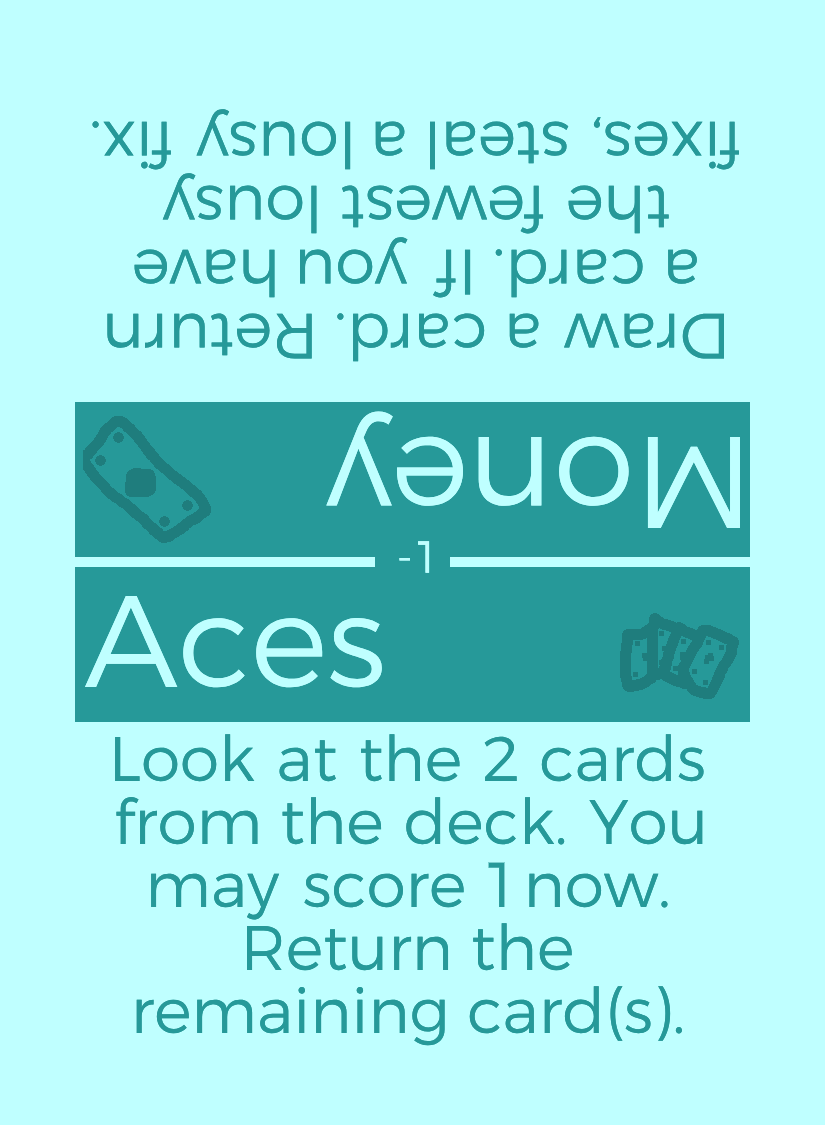 Draw a card. Return
a card. If you have
the fewest lousy
fixes, steal a lousy fix.
Money
-1
Aces
Look at the 2 cards
from the deck. You
may score 1 now.
Return the
remaining card(s).